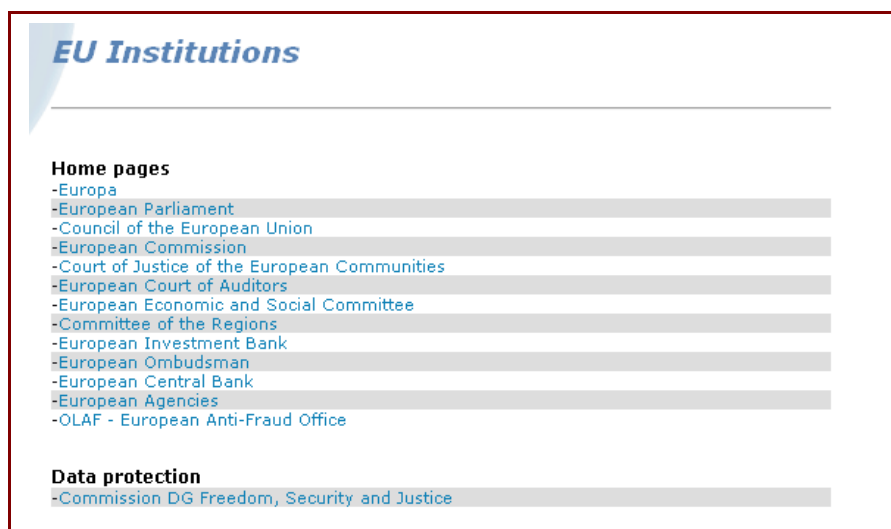 EU Institutions
Home pages
-Europa
-European Parliament
-Council of the European Union
-European Commission
-Court of Justice of the European Communities
-European Court of Auditors
-European Economic and Social Committee
-Committee of the Regions
-European Investment Bank
-European Ombudsman
-European Central Bank
-European Agencies
-OLAF - European Anti-Fraud Office
Data protection
-Commission DG Freedom, Security and Justice